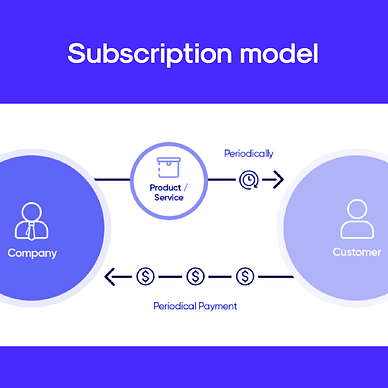 Subscription model
Periodically
Product /
Service
Company
Customer
$ $ $
Periodical Payment